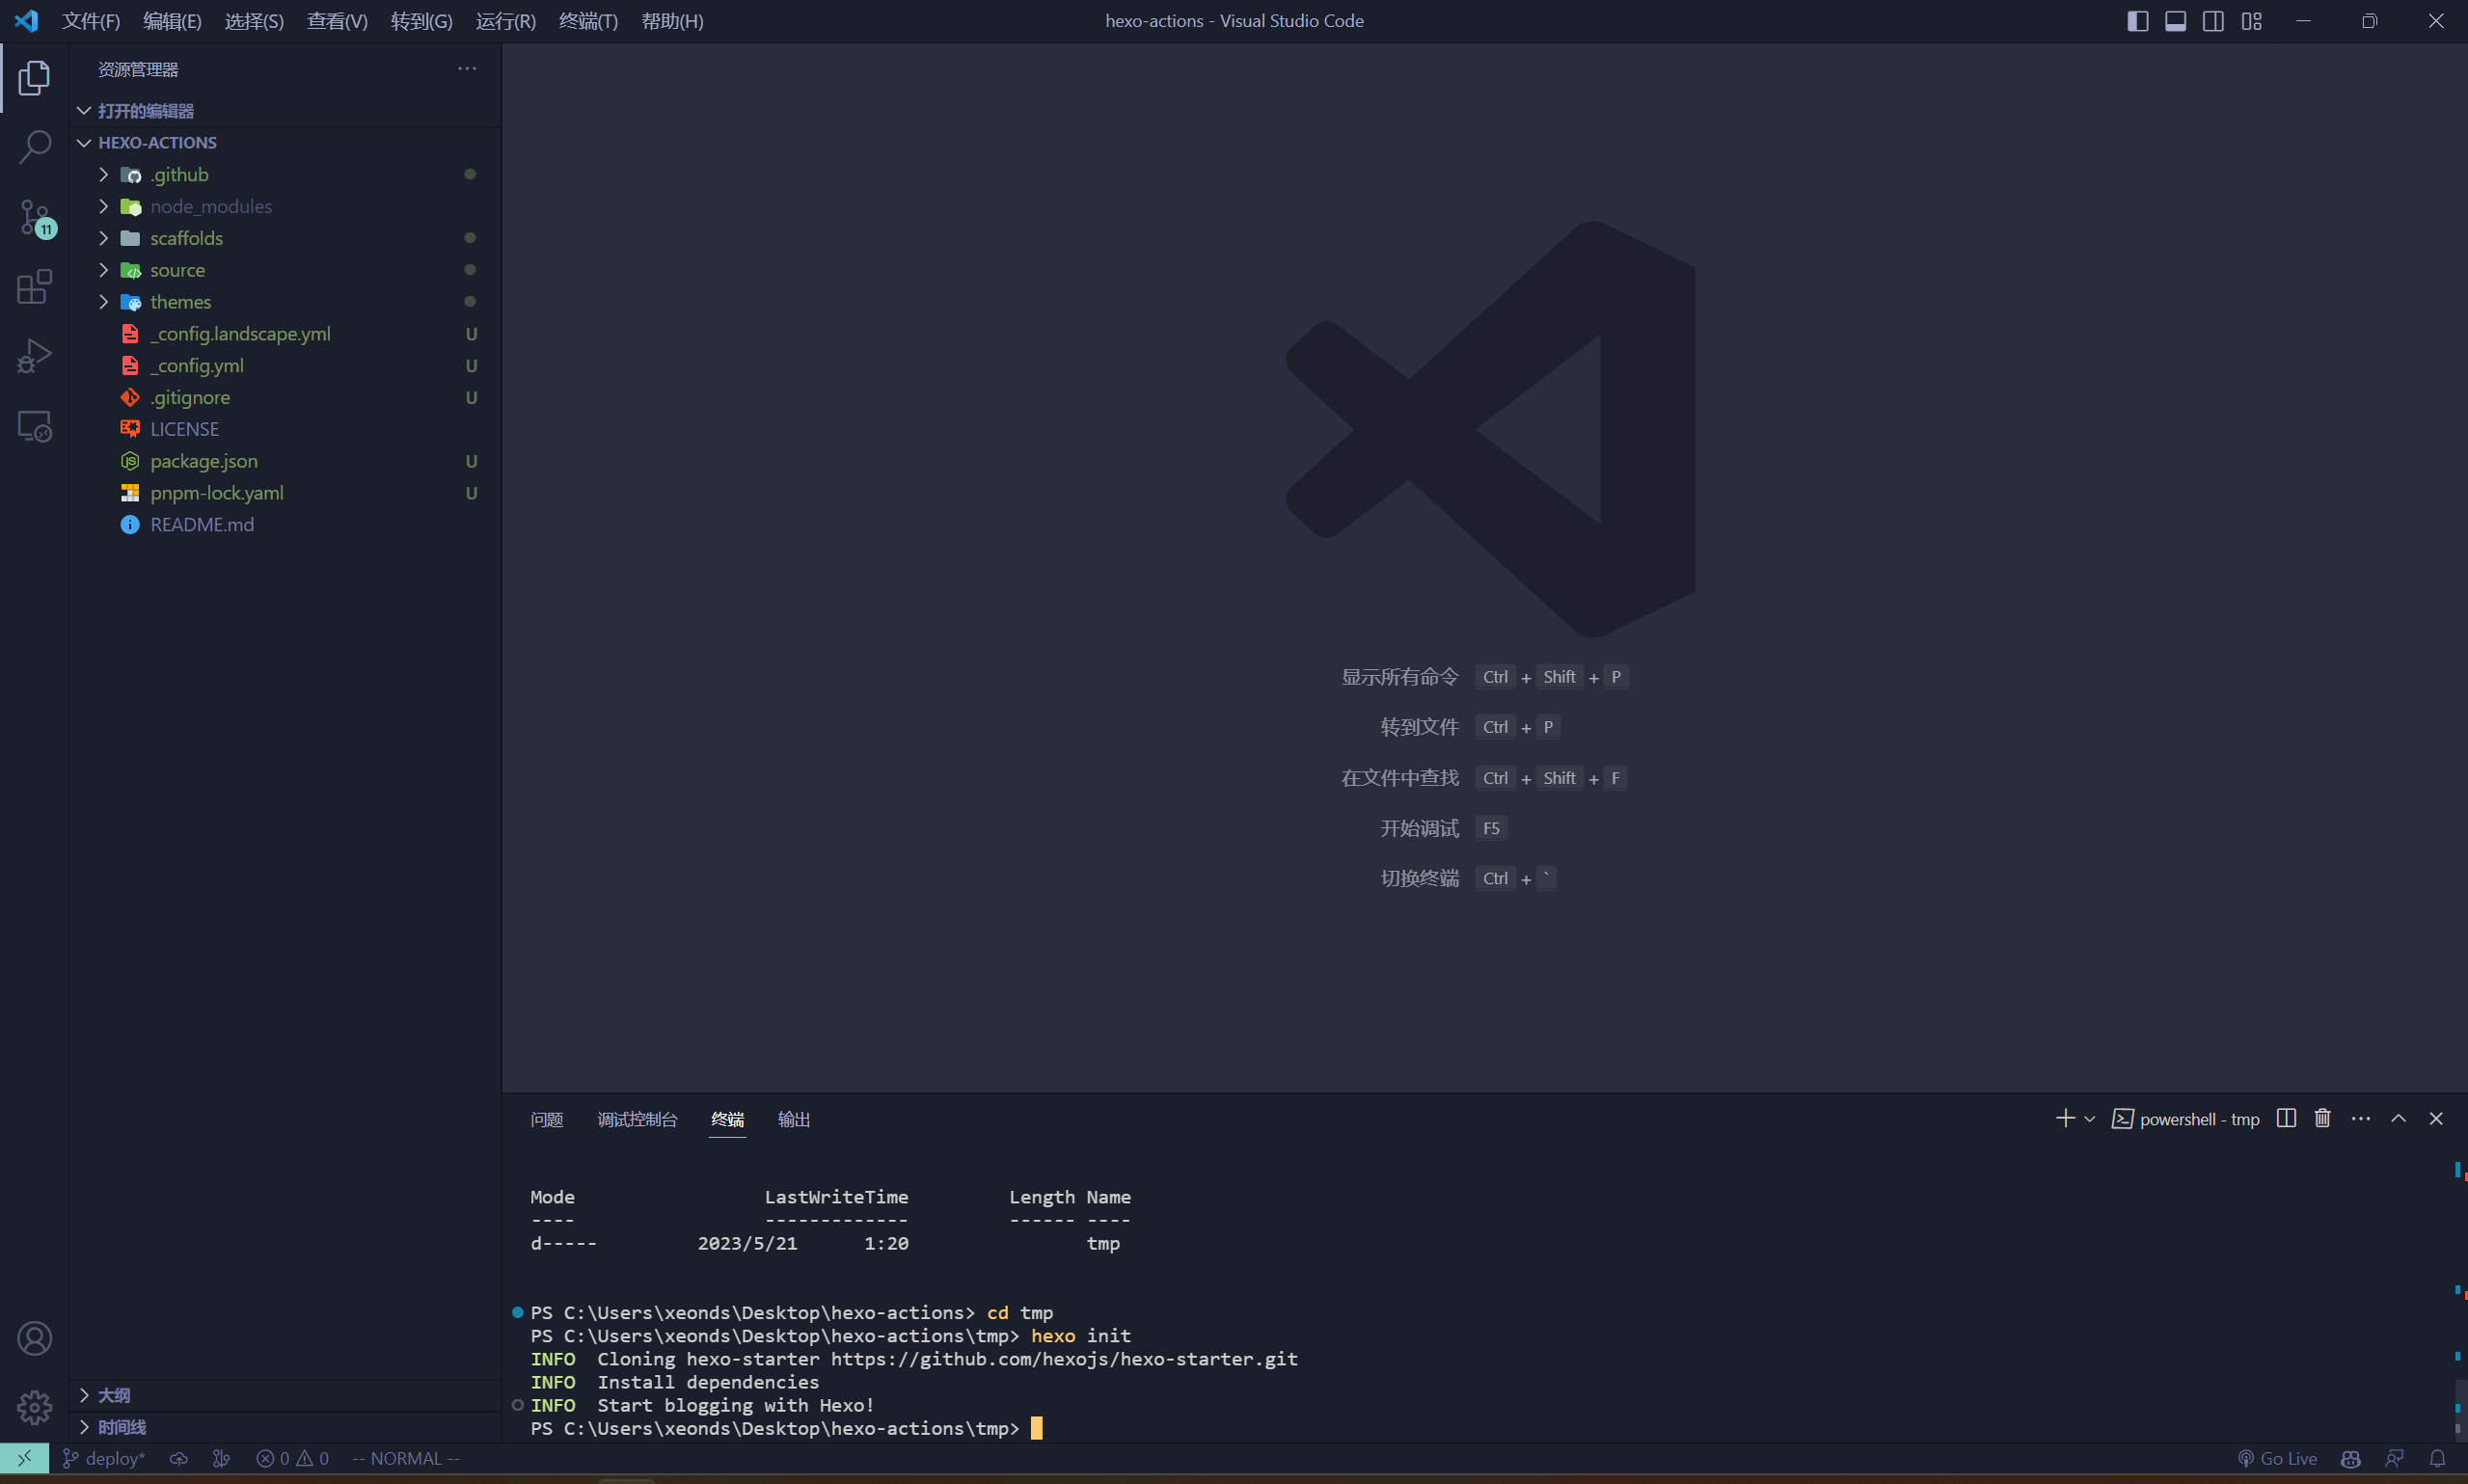 文件(F) 编辑(E) 选择(S) 查看(V) 转到(G) 运行(R) 终端(T) 帮助(H)
hexo-actions - Visual Studio Code
资源管理器
打开的编辑器
HEXO-ACTIONS
.github
11
node_modules
scaffolds
source
themes
_config.landscape.yml U
_config.yml U
.gitignore U
LICENSE
package.json U
pnpm-lock.yaml U
README.md
显示所有命令 Ctrl + Shift + P
转到文件 Ctrl + P
在文件中查找 Ctrl + Shift + F
开始调试 F5
切换终端 Ctrl + `
问题 调试控制台 终端 输出
powershell - tmp
Mode LastWriteTime Length Name
---- ------------- ------ ----
d----- 2023/5/21 1:20 tmp
PS C:\Users\xeonds\Desktop\hexo-actions> cd tmp
PS C:\Users\xeonds\Desktop\hexo-actions\tmp> hexo init
INFO Cloning hexo-starter https://github.com/hexojs/hexo-starter.git
INFO Install dependencies
INFO Start blogging with Hexo!
PS C:\Users\xeonds\Desktop\hexo-actions\tmp>
大纲
时间线
deploy* 0 0 -- NORMAL -- Go Live